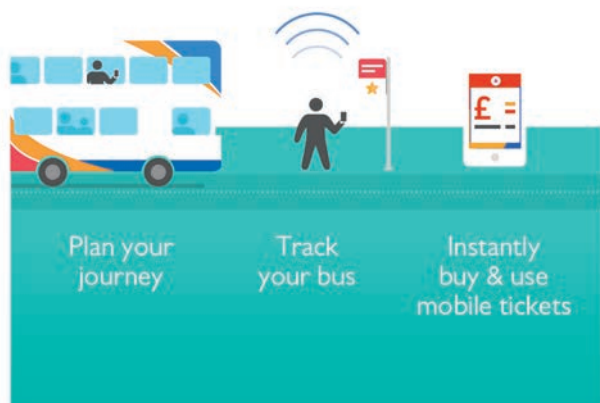 £
Plan your
journey
Track
your bus
Instantly
buy & use
mobile tickets